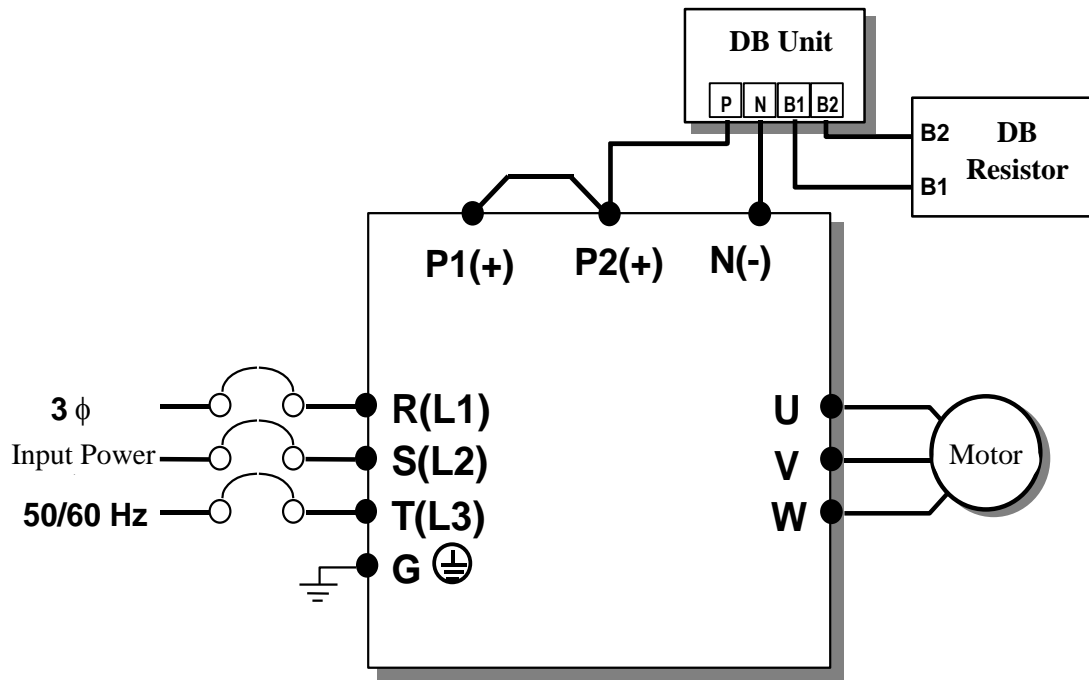 DB Unit
P N B1 B2
B2
DB
Resistor
B1
P1(+) P2(+) N(-)
3 ϕ
Input Power
50/60 Hz
R(L1)
S(L2)
T(L3)
G
U
V
W
Motor